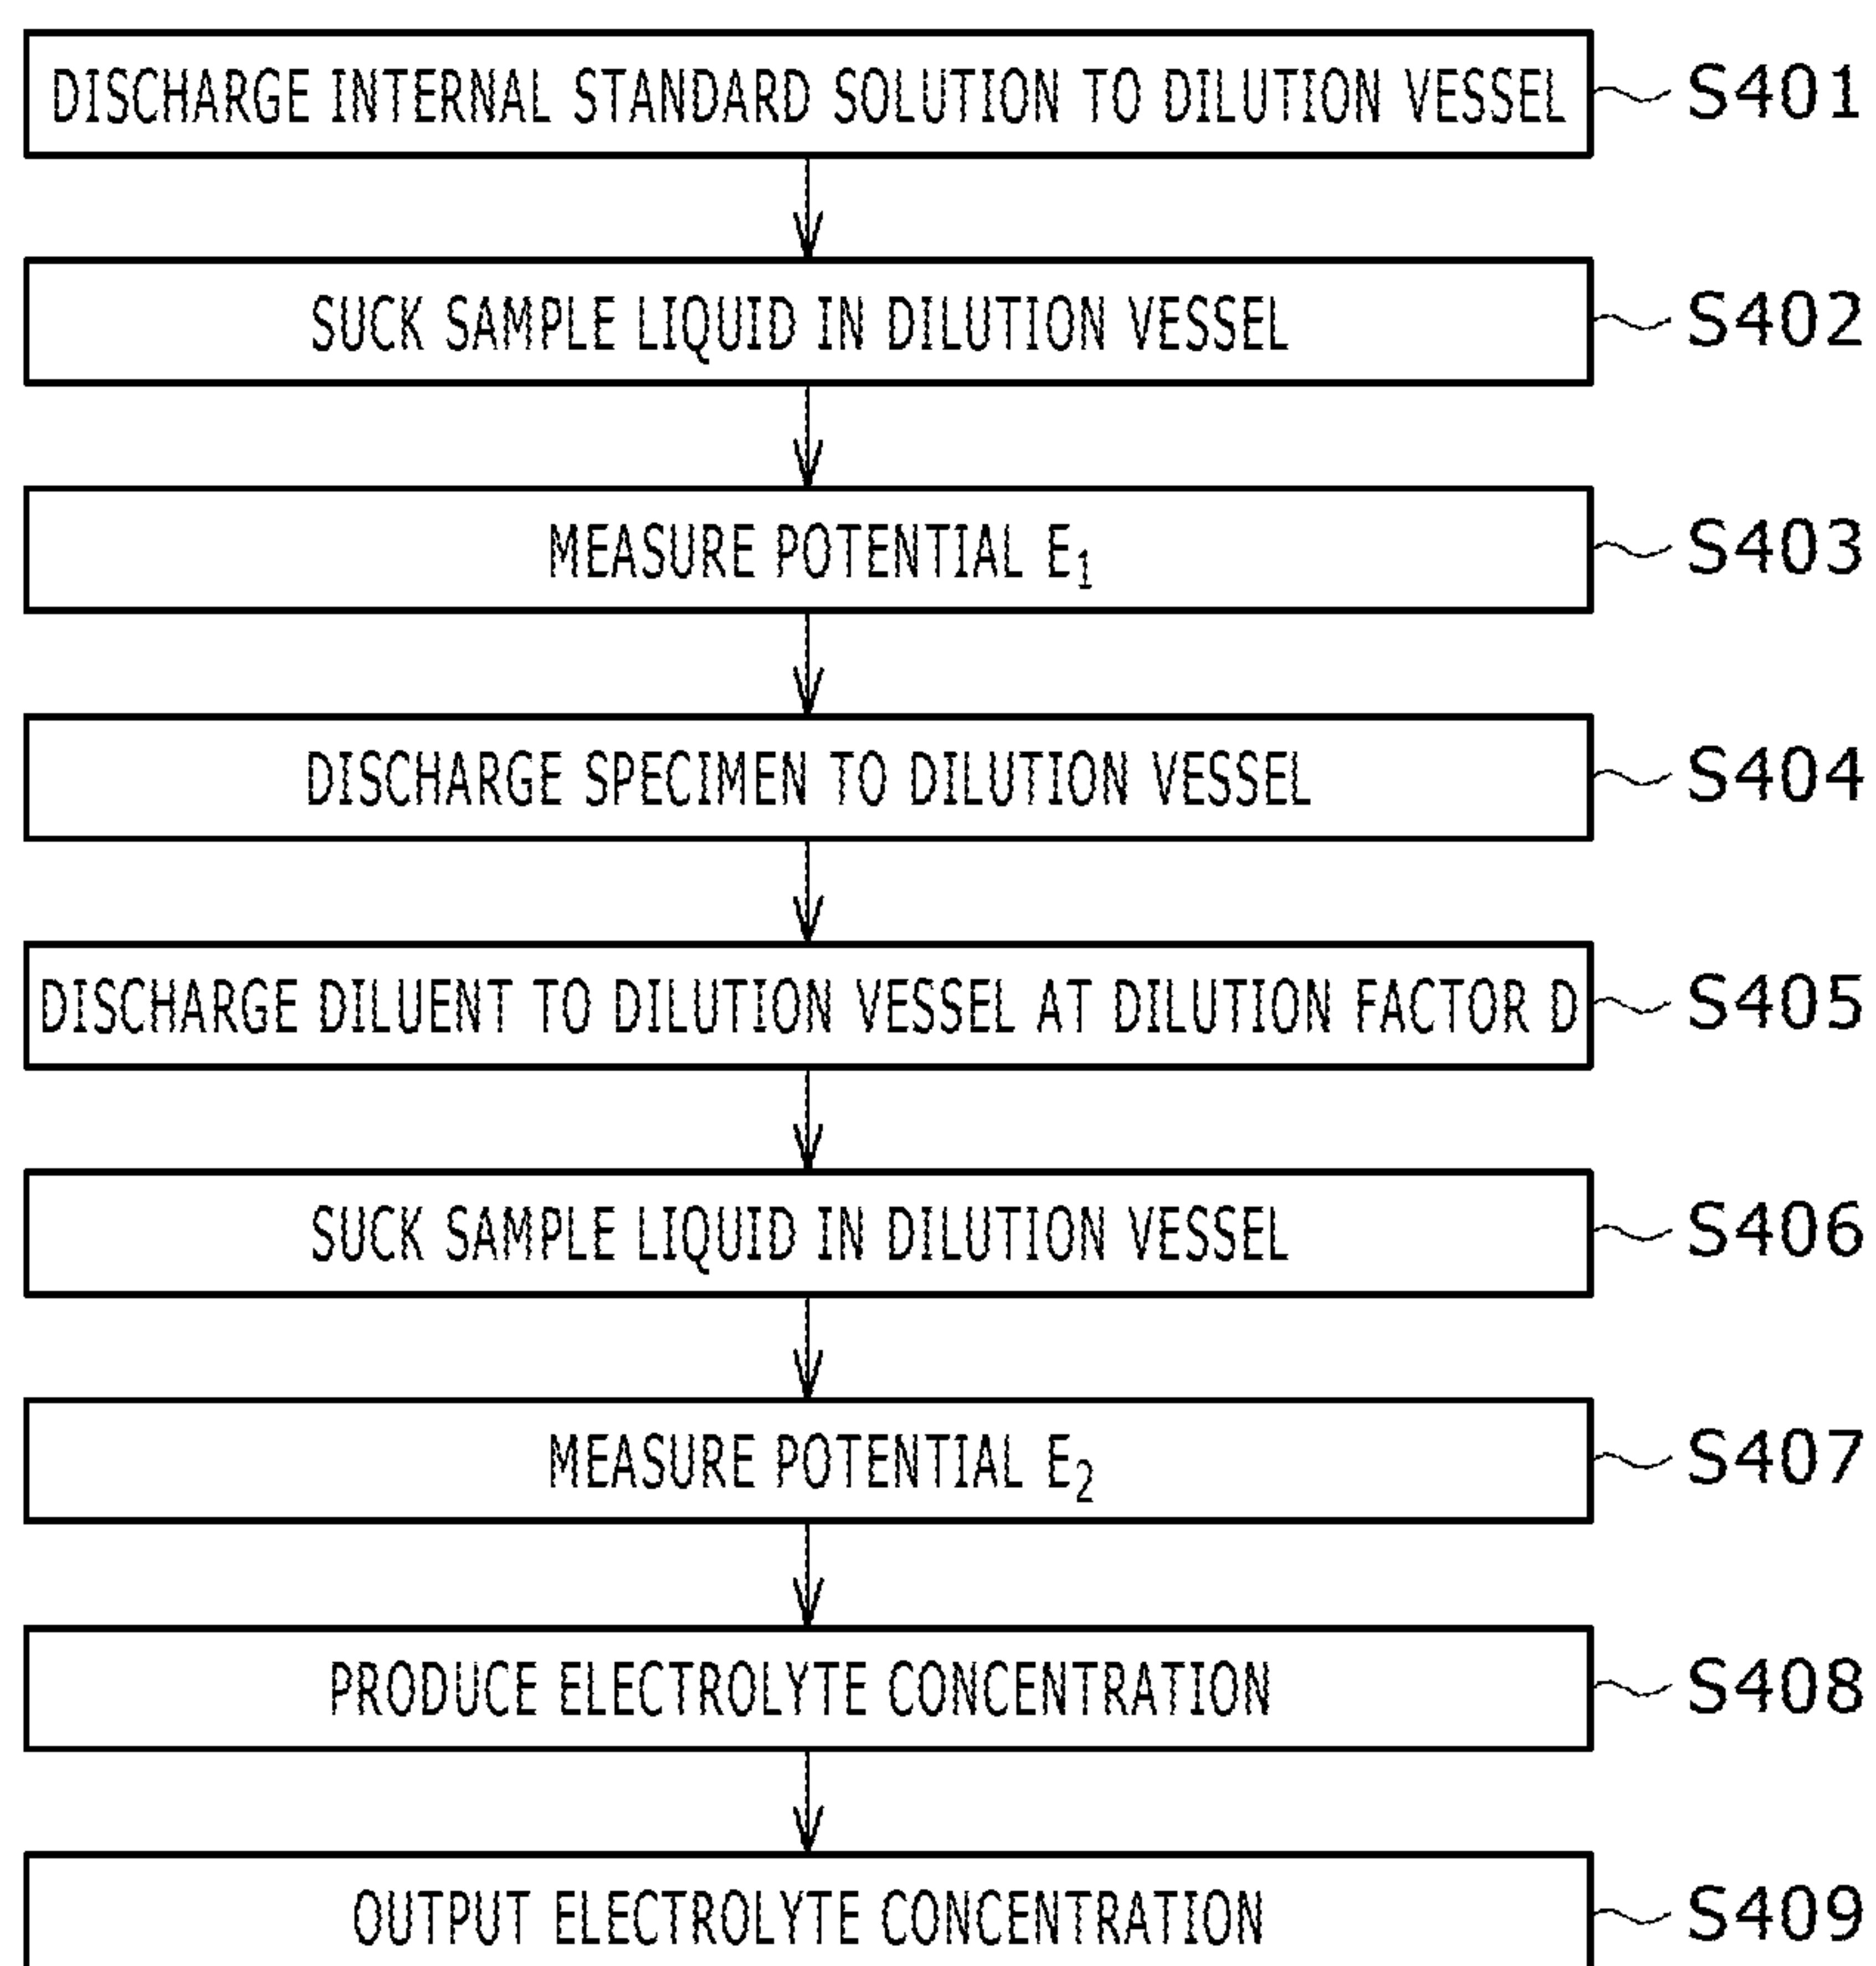 DISCHARGE INTERNAL STANDARD SOLUTION TO DILUTION VESSEL S401
SUCK SAMPLE LIQUID IN DILUTION VESSEL S402
MEASURE POTENTIAL E₁ S403
DISCHARGE SPECIMEN TO DILUTION VESSEL S404
DISCHARGE DILUENT TO DILUTION VESSEL AT DILUTION FACTOR D S405
SUCK SAMPLE LIQUID IN DILUTION VESSEL S406
MEASURE POTENTIAL E₂ S407
PRODUCE ELECTROLYTE CONCENTRATION S408
OUTPUT ELECTROLYTE CONCENTRATION S409